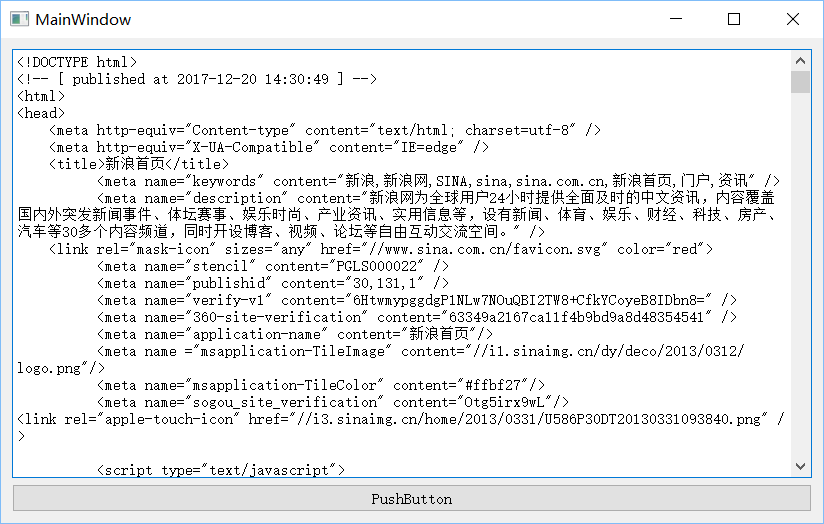 MainWindow
<!DOCTYPE html>
<!-- [ published at 2017-12-20 14:30:49 ] -->
<html>
<head>
<meta http-equiv="Content-type" content="text/html; charset=utf-8" />
<meta http-equiv="X-UA-Compatible" content="IE=edge" />
<title>新浪首页</title>
<meta name="keywords" content="新浪,新浪网,SINA,sina,sina.com.cn,新浪首页,门户,资讯" />
<meta name="description" content="新浪网为全球用户24小时提供全面及时的中文资讯，内容覆盖
国内外突发新闻事件、体坛赛事、娱乐时尚、产业资讯、实用信息等，设有新闻、体育、娱乐、财经、科技、房产、
汽车等30多个内容频道，同时开设博客、视频、论坛等自由互动交流空间。" />
<link rel="mask-icon" sizes="any" href="//www.sina.com.cn/favicon.svg" color="red">
<meta name="stencil" content="PGLS000022" />
<meta name="publishid" content="30,131,1" />
<meta name="verify-v1" content="6HtwmypggdgP1NLw7NOuQBI2TW8+CfkYCoyeB8IDbn8=" />
<meta name="360-site-verification" content="63349a2167ca11f4b9bd9a8d48354541" />
<meta name="application-name" content="新浪首页"/>
<meta name ="msapplication-TileImage" content="//i1.sinaimg.cn/dy/deco/2013/0312/
logo.png"/>
<meta name="msapplication-TileColor" content="#ffbf27"/>
<meta name="sogou_site_verification" content="Otg5irx9wL"/>
<link rel="apple-touch-icon" href="//i3.sinaimg.cn/home/2013/0331/U586P30DT20130331093840.png" /
>
<script type="text/javascript">
PushButton